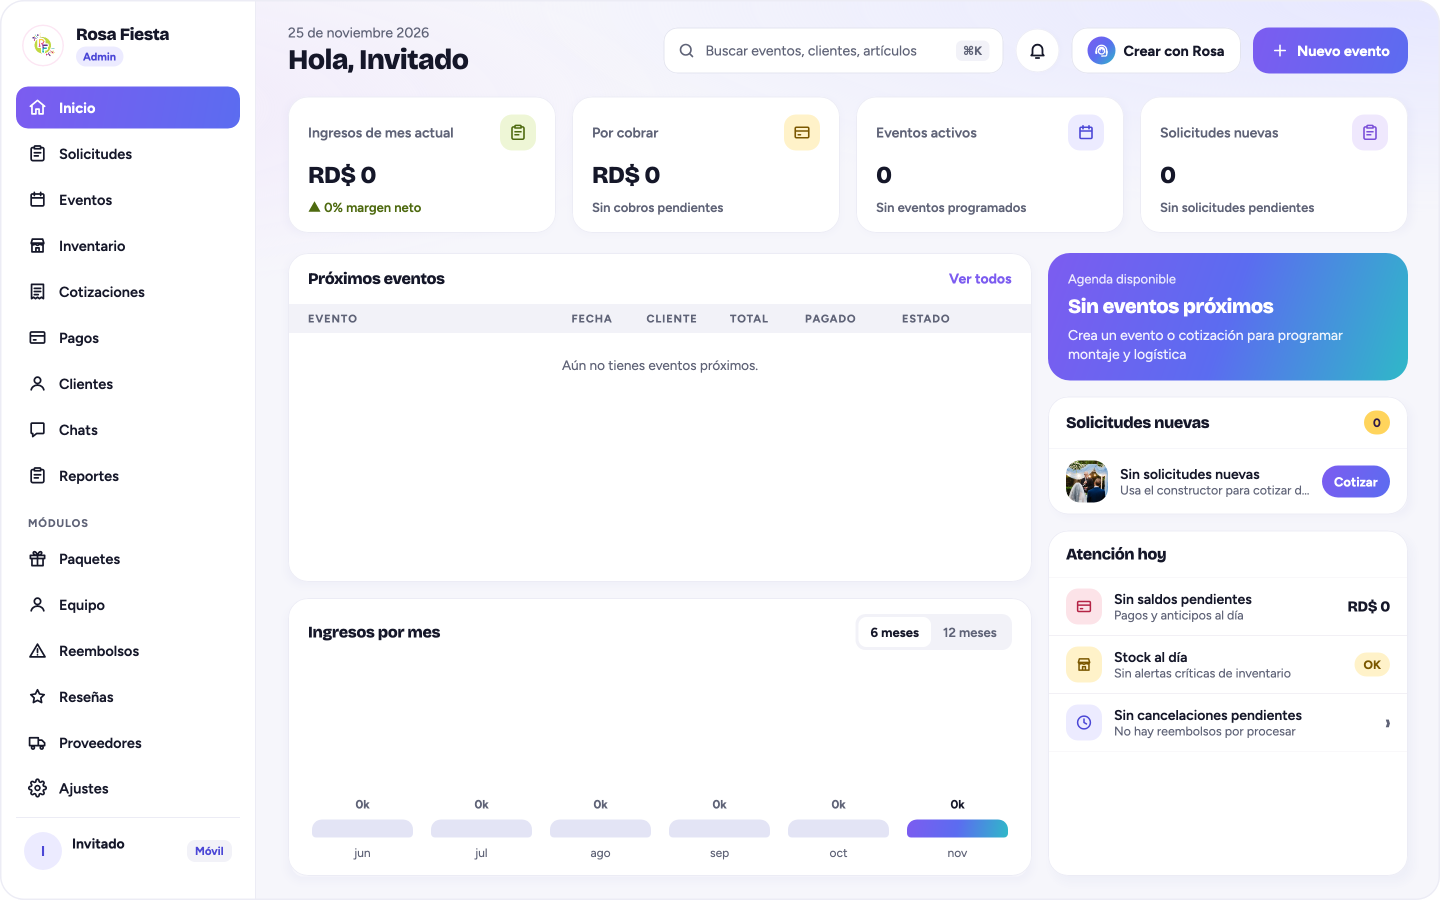 Rosa Fiesta
Admin
Inicio
Solicitudes
Eventos
Inventario
Cotizaciones
Pagos
Clientes
Chats
Reportes
MÓDULOS
Paquetes
Equipo
Reembolsos
Reseñas
Proveedores
Ajustes
I
Invitado
Móvil
25 de noviembre 2026
Hola, Invitado
Buscar eventos, clientes, artículos
⌘K
Crear con Rosa
Nuevo evento
Ingresos de mes actual
RD$ 0
▲ 0% margen neto
Por cobrar
RD$ 0
Sin cobros pendientes
Eventos activos
0
Sin eventos programados
Solicitudes nuevas
0
Sin solicitudes pendientes
Próximos eventos
Ver todos
EVENTO FECHA CLIENTE TOTAL PAGADO ESTADO
Aún no tienes eventos próximos.
Ingresos por mes
6 meses 12 meses
0k 0k 0k 0k 0k 0k
jun jul ago sep oct nov
Agenda disponible
Sin eventos próximos
Crea un evento o cotización para programar
montaje y logística
Solicitudes nuevas
0
Sin solicitudes nuevas
Usa el constructor para cotizar d...
Cotizar
Atención hoy
Sin saldos pendientes
Pagos y anticipos al día
RD$ 0
Stock al día
Sin alertas críticas de inventario
OK
Sin cancelaciones pendientes
No hay reembolsos por procesar
›